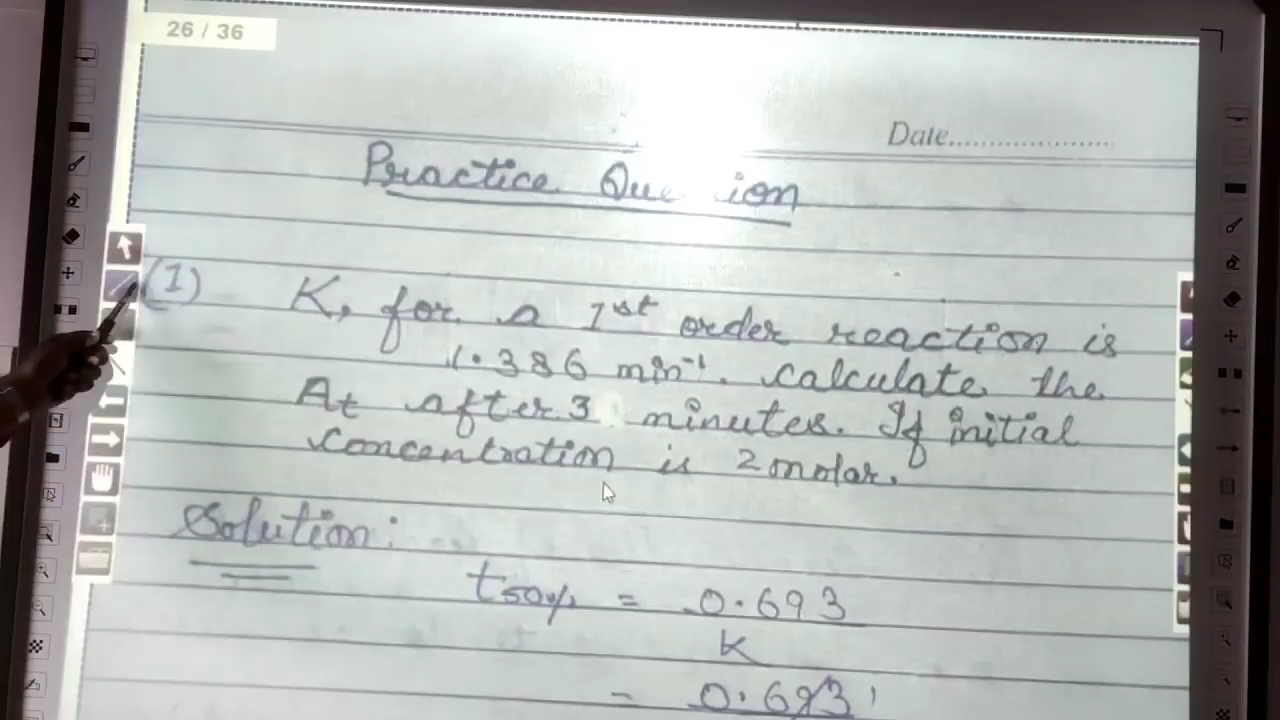 26 / 36
Date
Practice Que ion
(1) K, for a 1st order reaction is
1.386 min⁻¹. calculate the
At after 3 minutes. If initial
concentration is 2 molar.
Solution:
t50% = 0.693
K
= 0.693